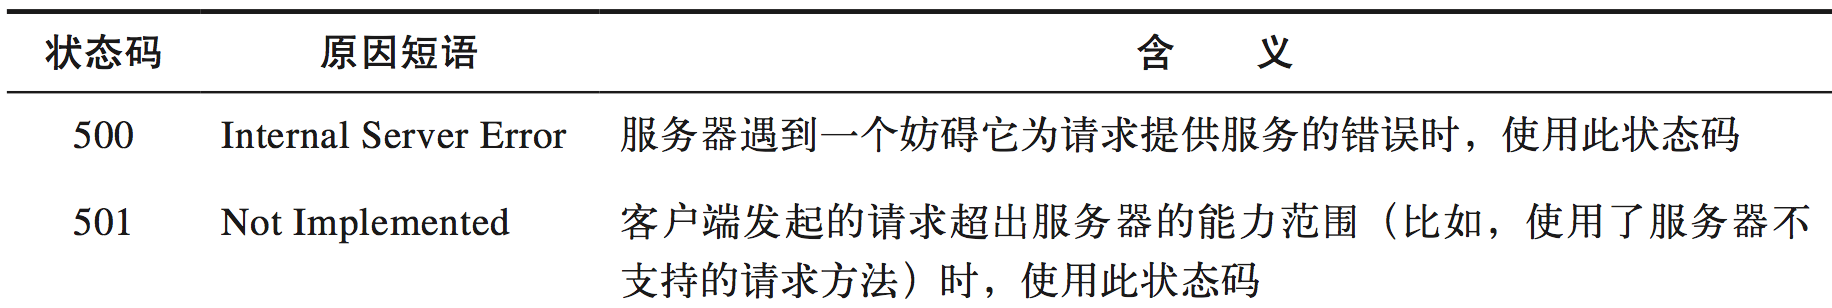 状态码 原因短语 含 义
500 Internal Server Error 服务器遇到一个妨碍它为请求提供服务的错误时，使用此状态码
501 Not Implemented 客户端发起的请求超出服务器的能力范围（比如，使用了服务器不
支持的请求方法）时，使用此状态码